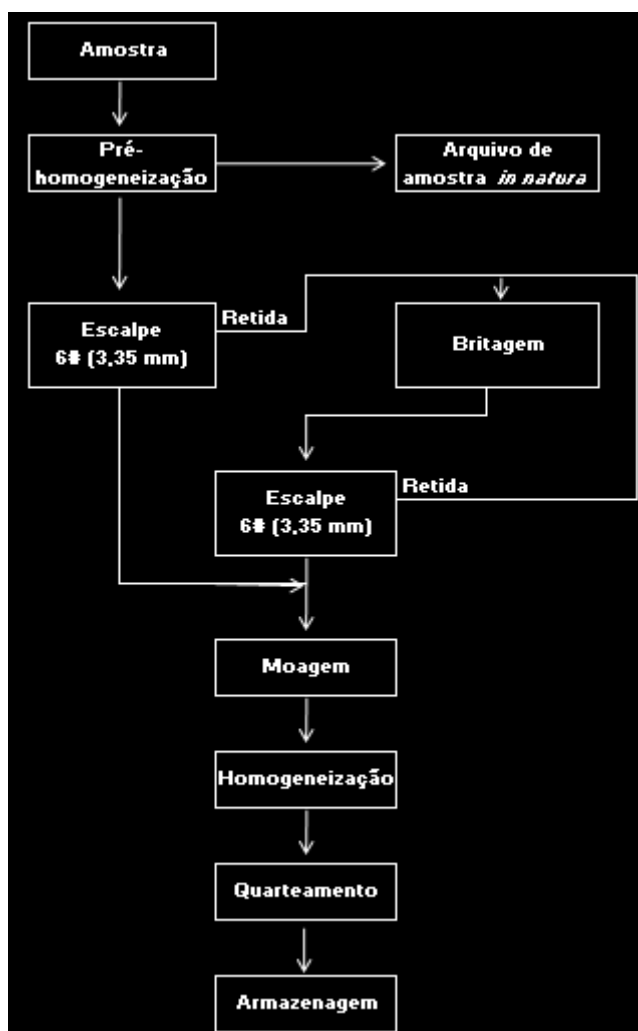 Amostra
Pré-
homogeneização
Arquivo de
amostra in natura
Escalpe
6# (3,35 mm)
Retida
Britagem
Escalpe
6# (3,35 mm)
Retida
Moagem
Homogeneização
Quarteamento
Armazenagem